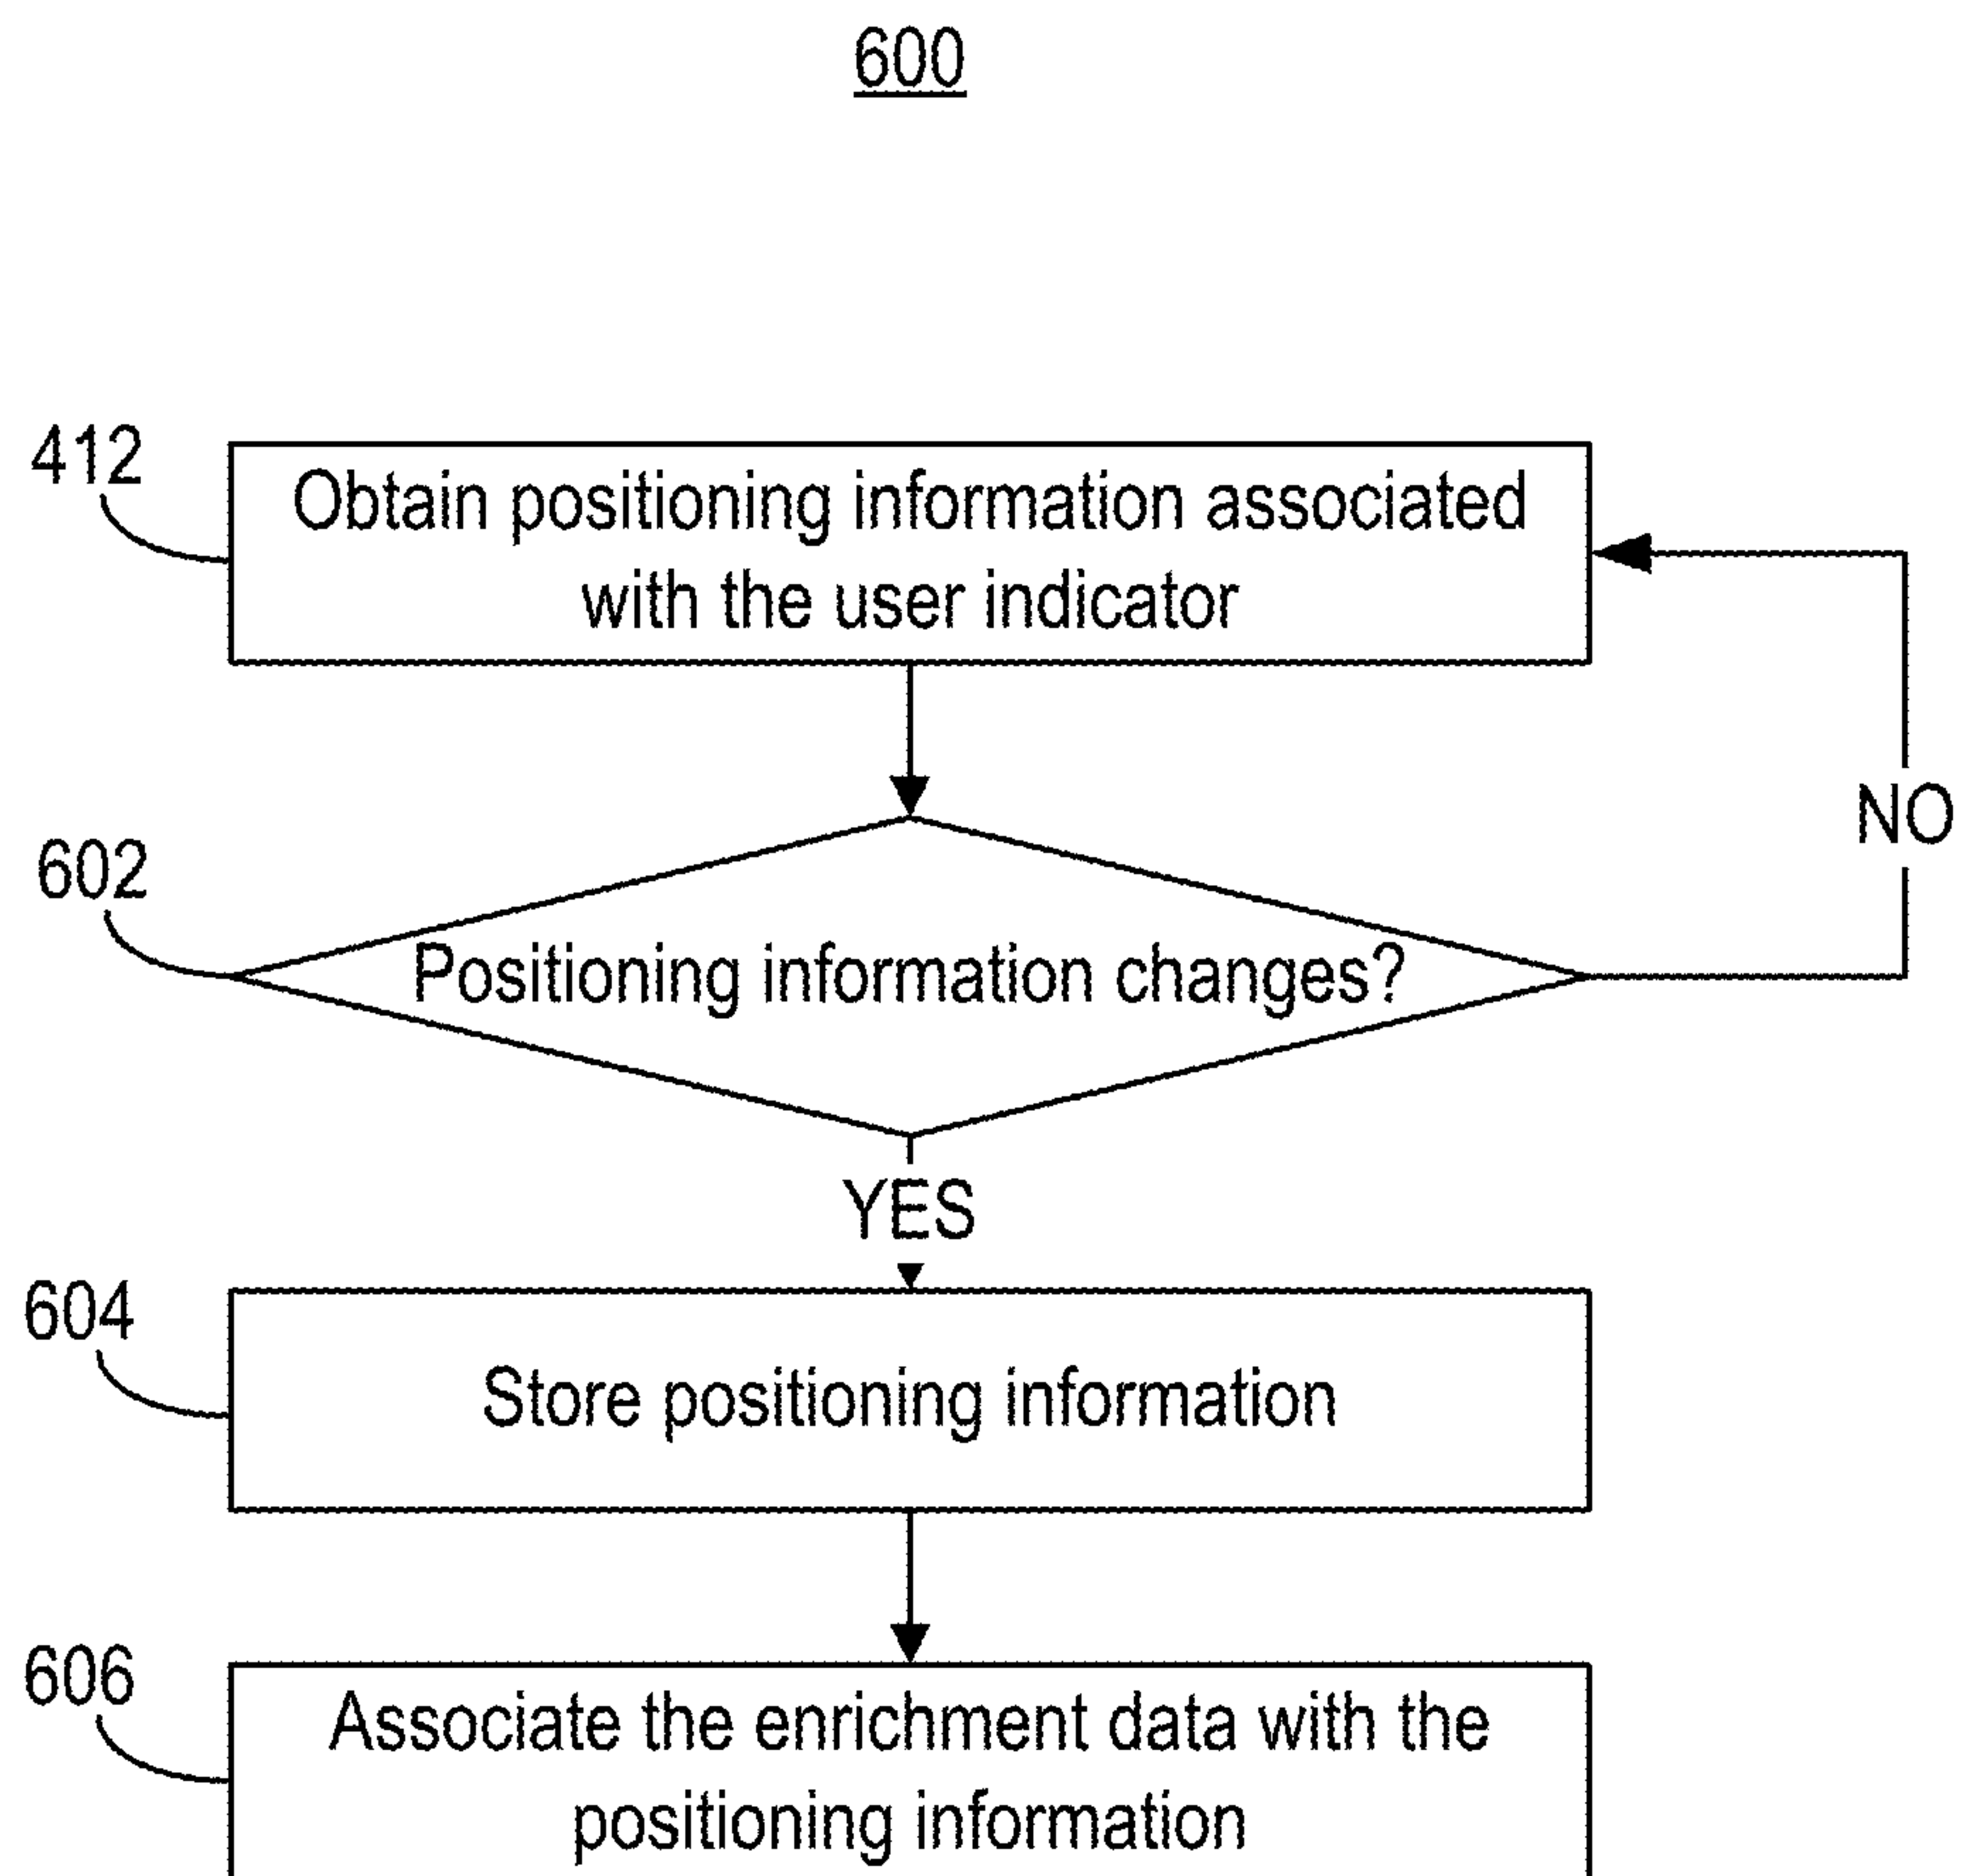 600
412
Obtain positioning information associated
with the user indicator
NO
602
Positioning information changes?
YES
604
Store positioning information
606
Associate the enrichment data with the
positioning information